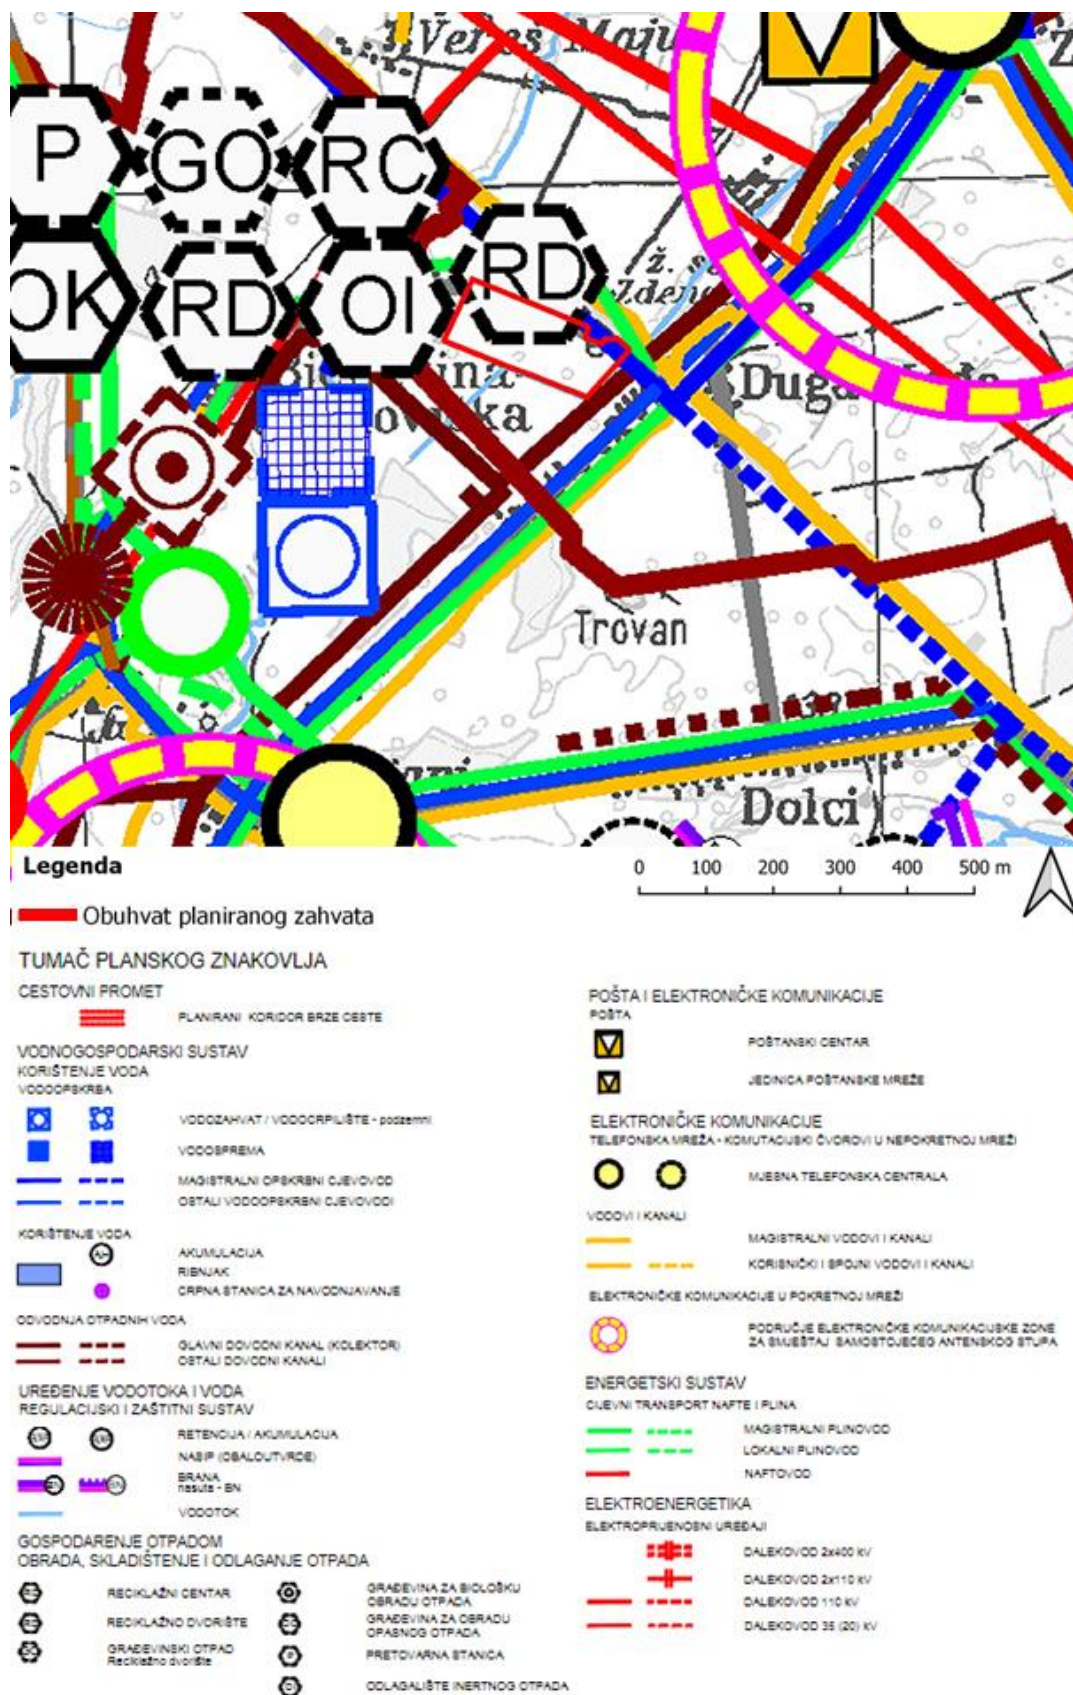 Veries Maju
P
GO
RC
OK
RD
OI
RD
ž. s
Zdena
Duga
Trovan
Dolci
Legenda
0 100 200 300 400 500 m
Obuhvat planiranog zahvata
TUMAČ PLANSKOG ZNAKOVLJA
CESTOVNI PROMET
PLANIRANI KORIDOR BRZE CESTE
VODNOGOSPODARSKI SUSTAV
KORIŠTENJE VODA
VODOOPSKRBA
VODOZAHVAT / VODOCRPILIŠTE - podzemni
VODOSPREMA
MAGISTRALNI OPSKRBNI CJEVOVOD
OSTALI VODOOPSKRBNI CJEVOVODI
KORIŠTENJE VODA
AKUMULACIJA
RIBNJAK
CRPNA STANICA ZA NAVODNJAVANJE
ODVODNJA OTPADNIH VODA
GLAVNI DOVODNI KANAL (KOLEKTOR)
OSTALI DOVODNI KANALI
UREĐENJE VODOTOKA I VODA
REGULACIJSKI I ZAŠTITNI SUSTAV
RETENCIJA / AKUMULACIJA
NASIP (OBALOUTVRDE)
BRANA
nasuta - BN
VODOTOK
GOSPODARENJE OTPADOM
OBRADA, SKLADIŠTENJE I ODLAGANJE OTPADA
RECIKLAŽNI CENTAR
RECIKLAŽNO DVORIŠTE
GRAĐEVINSKI OTPAD
Reciklažno dvorište
GRAĐEVINA ZA BIOLOŠKU
OBRADU OTPADA
GRAĐEVINA ZA OBRADU
OPASNOG OTPADA
PRETOVARNA STANICA
ODLAGALIŠTE INERTNOG OTPADA
POŠTA I ELEKTRONIČKE KOMUNIKACIJE
POŠTA
POŠTANSKI CENTAR
JEDINICA POŠTANSKE MREŽE
ELEKTRONIČKE KOMUNIKACIJE
TELEFONSKA MREŽA - KOMUTACIJSKI ČVOROVI U NEPOKRETNOJ MREŽI
MJESNA TELEFONSKA CENTRALA
VODOVI I KANALI
MAGISTRALNI VODOVI I KANALI
KORISNIČKI I SPOJNI VODOVI I KANALI
ELEKTRONIČKE KOMUNIKACIJE U POKRETNOJ MREŽI
PODRUČJE ELEKTRONIČKE KOMUNIKACIJSKE ZONE
ZA SMJEŠTAJ SAMOSTOJEĆEG ANTENSKOG STUPA
ENERGETSKI SUSTAV
CIJEVNI TRANSPORT NAFTE I PLINA
MAGISTRALNI PLINOVOD
LOKALNI PLINOVOD
NAFTOVOD
ELEKTROENERGETIKA
ELEKTROPRIJENOSNI UREĐAJI
DALEKOVOD 2x400 kV
DALEKOVOD 2x110 kV
DALEKOVOD 110 kV
DALEKOVOD 35 (20) kV